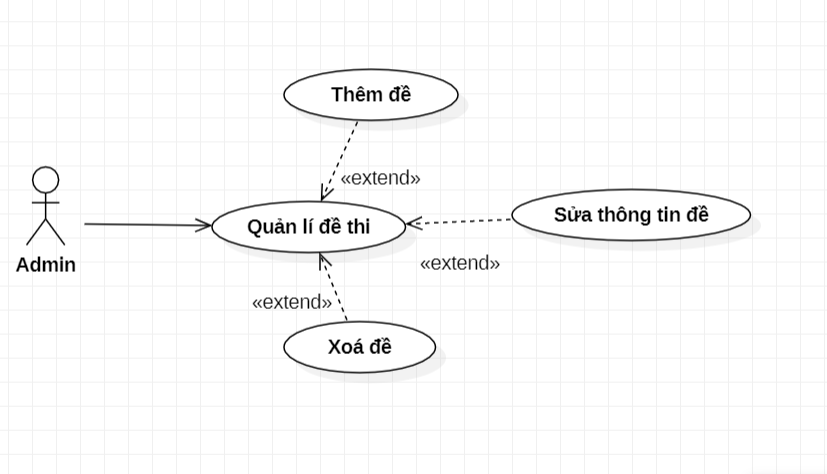 Thêm đề
«extend»
Sửa thông tin đề
Quản lí đề thi
Admin
«extend»
«extend»
Xoá đề